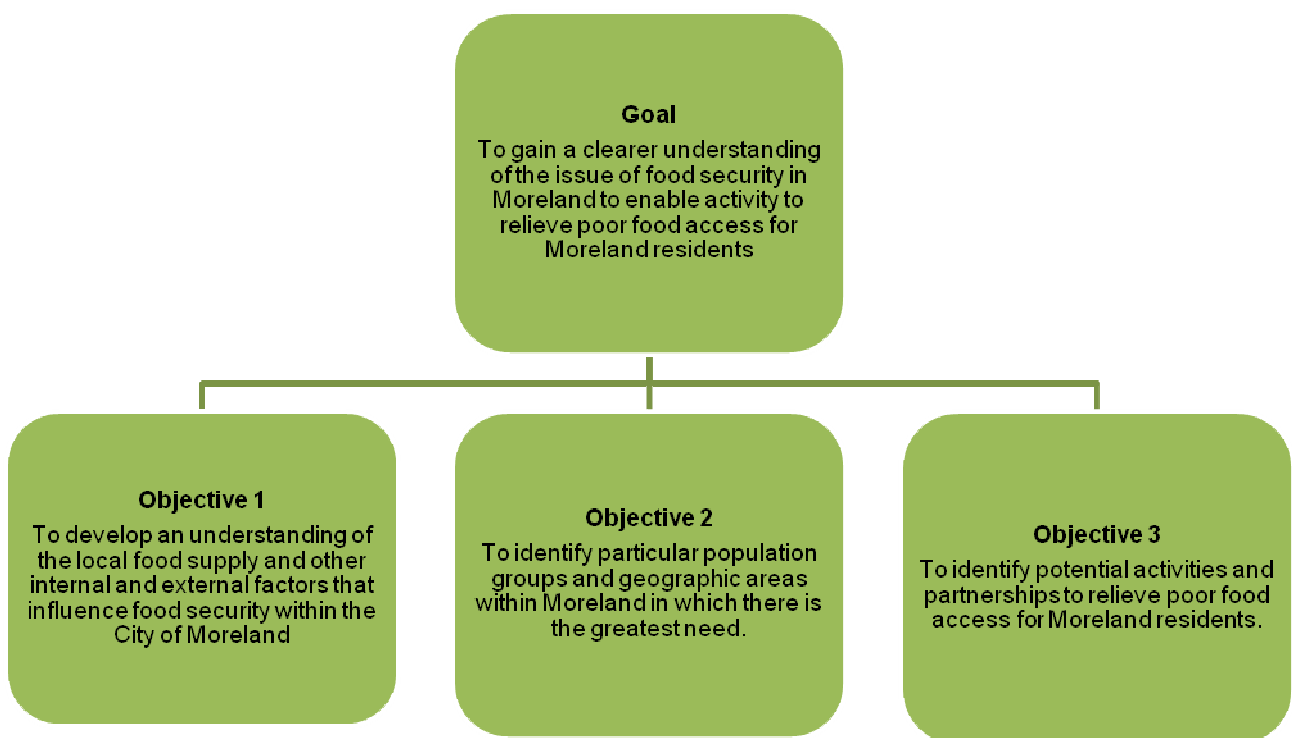 Goal
To gain a clearer understanding
of the issue of food security in
Moreland to enable activity to
relieve poor food access for
Moreland residents
Objective 1
To develop an understanding of
the local food supply and other
internal and external factors that
influence food security within the
City of Moreland
Objective 2
To identify particular population
groups and geographic areas
within Moreland in which there is
the greatest need.
Objective 3
To identify potential activities and
partnerships to relieve poor food
access for Moreland residents.